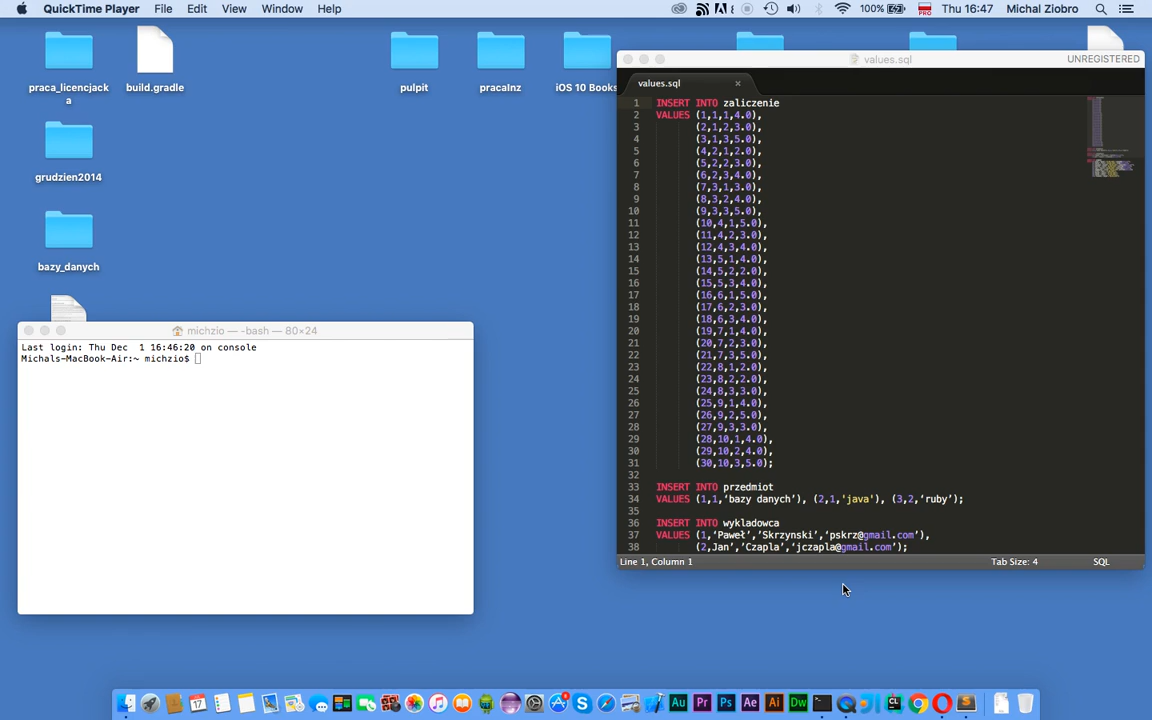 QuickTime Player File Edit View Window Help 100% Thu 16:47 Michal Ziobro
praca_licencjack
a
build.gradle
pulpit
pracaInz
iOS 10 Books
grudzien2014
bazy_danych
michzio — -bash — 80×24
Last login: Thu Dec  1 16:46:20 on console
Michals-MacBook-Air:~ michzio$
values.sql UNREGISTERED
values.sql ×
1 INSERT INTO zaliczenie
2 VALUES (1,1,1,4.0),
3 (2,1,2,3.0),
4 (3,1,3,5.0),
5 (4,2,1,2.0),
6 (5,2,2,3.0),
7 (6,2,3,4.0),
8 (7,3,1,3.0),
9 (8,3,2,4.0),
10 (9,3,3,5.0),
11 (10,4,1,5.0),
12 (11,4,2,3.0),
13 (12,4,3,4.0),
14 (13,5,1,4.0),
15 (14,5,2,2.0),
16 (15,5,3,4.0),
17 (16,6,1,5.0),
18 (17,6,2,3.0),
19 (18,6,3,4.0),
20 (19,7,1,4.0),
21 (20,7,2,3.0),
22 (21,7,3,5.0),
23 (22,8,1,2.0),
24 (23,8,2,2.0),
25 (24,8,3,3.0),
26 (25,9,1,4.0),
27 (26,9,2,5.0),
28 (27,9,3,3.0),
29 (28,10,1,4.0),
30 (29,10,2,4.0),
31 (30,10,3,5.0);
32
33 INSERT INTO przedmiot
34 VALUES (1,1,‘bazy danych’), (2,1,'java'), (3,2,‘ruby’);
35
36 INSERT INTO wykladowca
37 VALUES (1,‘Paweł’,’Skrzynski’,‘pskrz@gmail.com’),
38 (2,Jan’,’Czapla’,‘jczapla@gmail.com’);
Line 1, Column 1 Tab Size: 4 SQL
17 Au Pr Ps Ae Ai Dw CL